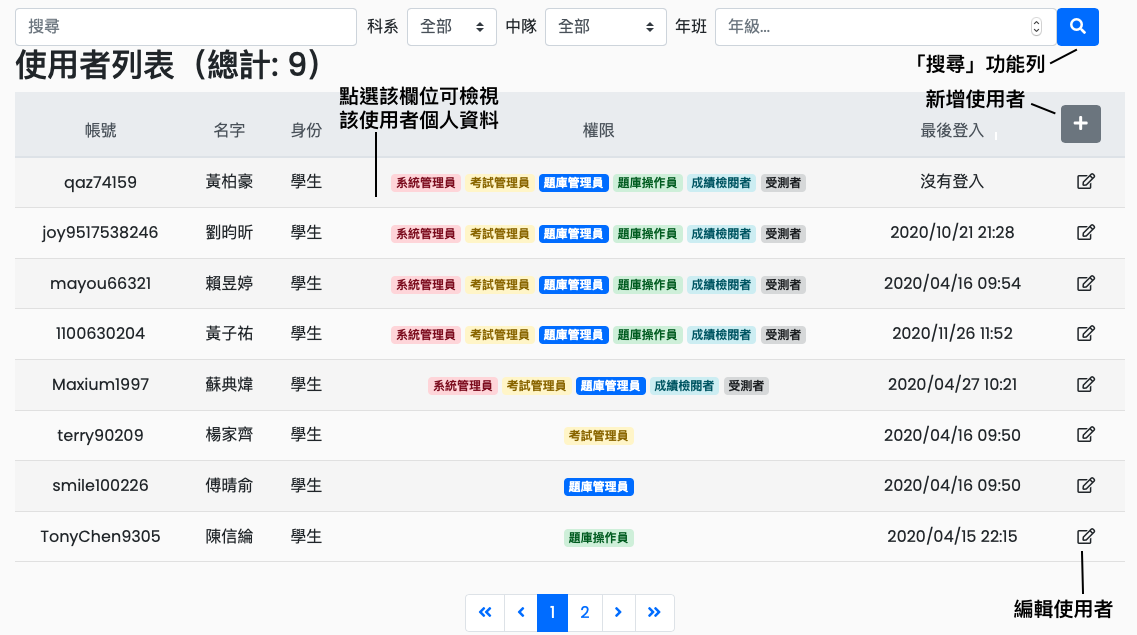 搜尋 科系 全部 中隊 全部 年班 年級...
使用者列表（總計: 9）
「搜尋」功能列
點選該欄位可檢視
該使用者個人資料
新增使用者
帳號 名字 身份 權限 最後登入
qaz74159 黃柏豪 學生 系統管理員 考試管理員 題庫管理員 題庫操作員 成績檢閱者 受測者 沒有登入
joy9517538246 劉昀昕 學生 系統管理員 考試管理員 題庫管理員 題庫操作員 成績檢閱者 受測者 2020/10/21 21:28
mayou66321 賴昱婷 學生 系統管理員 考試管理員 題庫管理員 題庫操作員 成績檢閱者 受測者 2020/04/16 09:54
1100630204 黃子祐 學生 系統管理員 考試管理員 題庫管理員 題庫操作員 成績檢閱者 受測者 2020/11/26 11:52
Maxium1997 蘇典煒 學生 系統管理員 考試管理員 題庫管理員 成績檢閱者 受測者 2020/04/27 10:21
terry90209 楊家齊 學生 考試管理員 2020/04/16 09:50
smile100226 傅晴俞 學生 題庫管理員 2020/04/16 09:50
TonyChen9305 陳信綸 學生 題庫操作員 2020/04/15 22:15
« ‹ 1 2 › »
編輯使用者